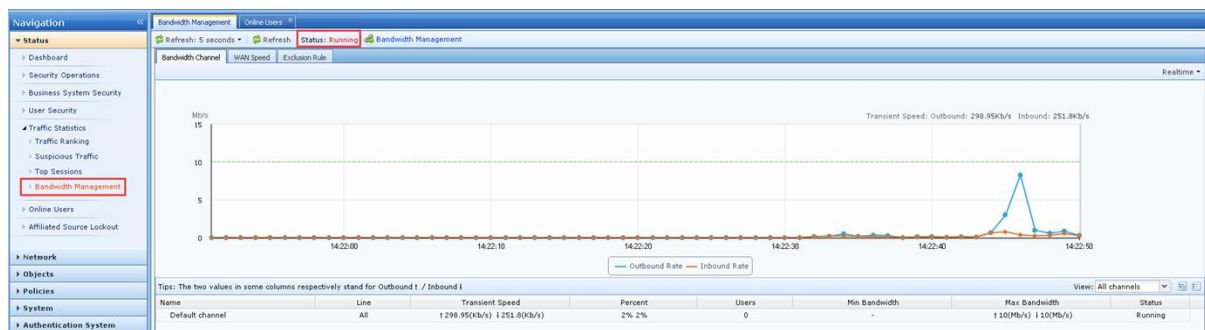 Navigation
Status
Dashboard
Security Operations
Business System Security
User Security
Traffic Statistics
Traffic Ranking
Suspicious Traffic
Top Sessions
Bandwidth Management
Online Users
Affiliated Source Lockout
Network
Objects
Policies
System
Authentication System
Bandwidth Management Online Users
Refresh: 5 seconds Refresh Status: Running Bandwidth Management
Bandwidth Channel WAN Speed Exclusion Rule
Realtime
Mb/s
Transient Speed: Outbound: 298.95Kb/s Inbound: 251.8Kb/s
15
10
5
0
14:22:00 14:22:10 14:22:20 14:22:30 14:22:40 14:22:50
Outbound Rate Inbound Rate
Tips: The two values in some columns respectively stand for Outbound↑ / Inbound↓
View: All channels
Name Line Transient Speed Percent Users Min Bandwidth Max Bandwidth Status
Default channel All ↑298.95(Kb/s) ↓251.8(Kb/s) 2% 2% 0 - ↑10(Mb/s) ↓10(Mb/s) Running